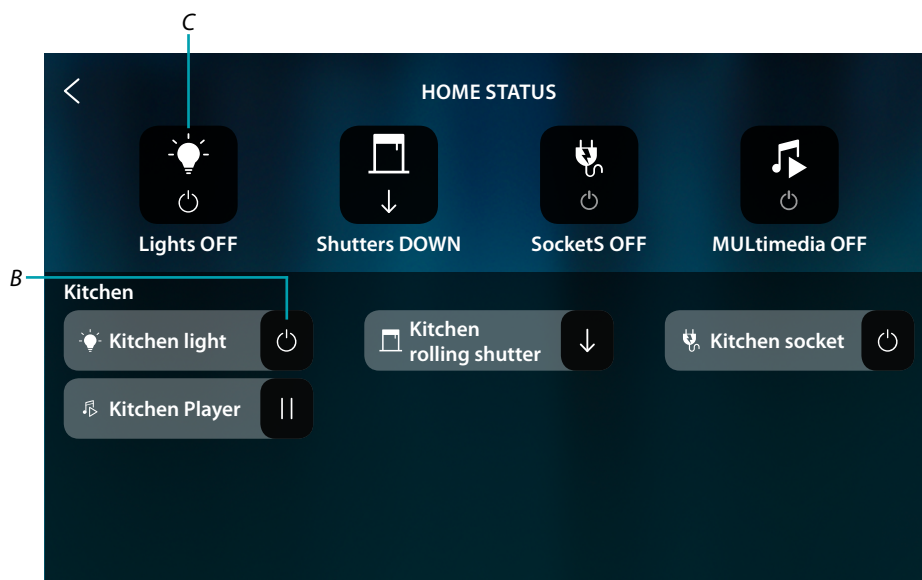 C
HOME STATUS
Lights OFF
Shutters DOWN
SocketS OFF
MULtimedia OFF
B
Kitchen
Kitchen light
Kitchen
rolling shutter
Kitchen socket
Kitchen Player